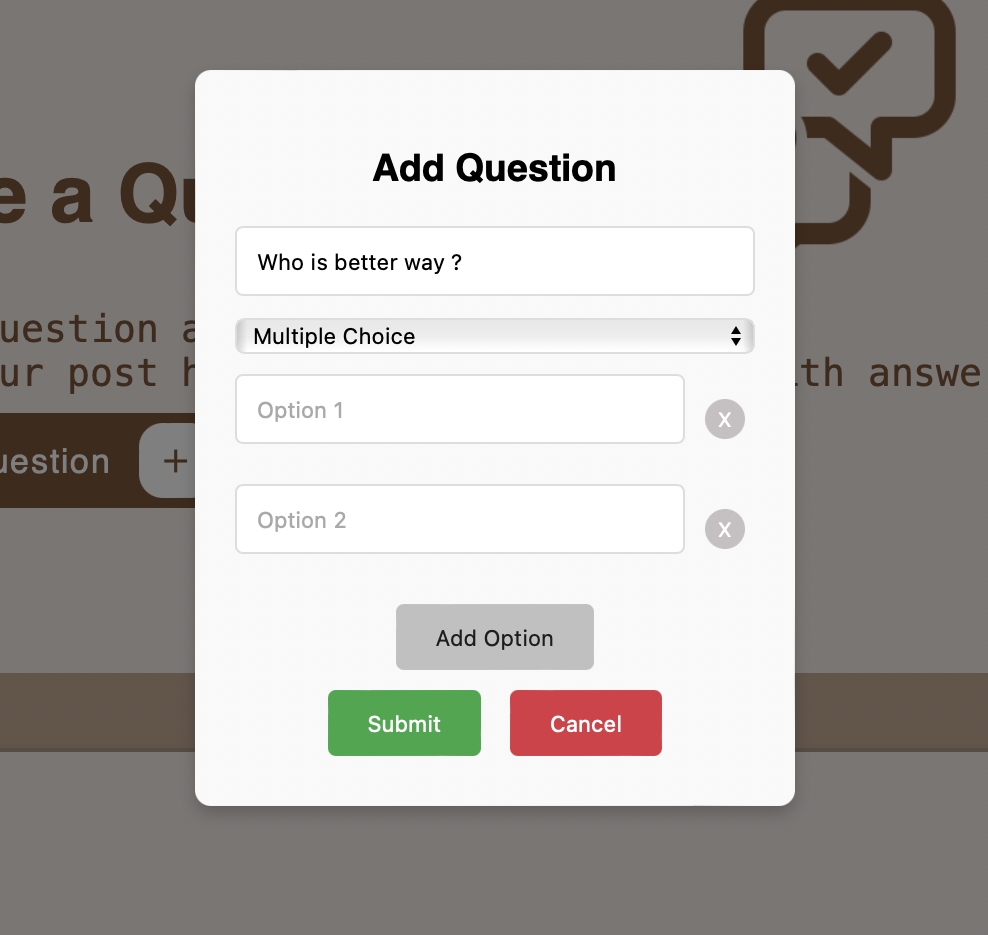 e a Qu
Add Question
Who is better way ?
uestion a
Multiple Choice
ur post h
th answe
Option 1
X
uestion
+
Option 2
X
Add Option
Submit
Cancel